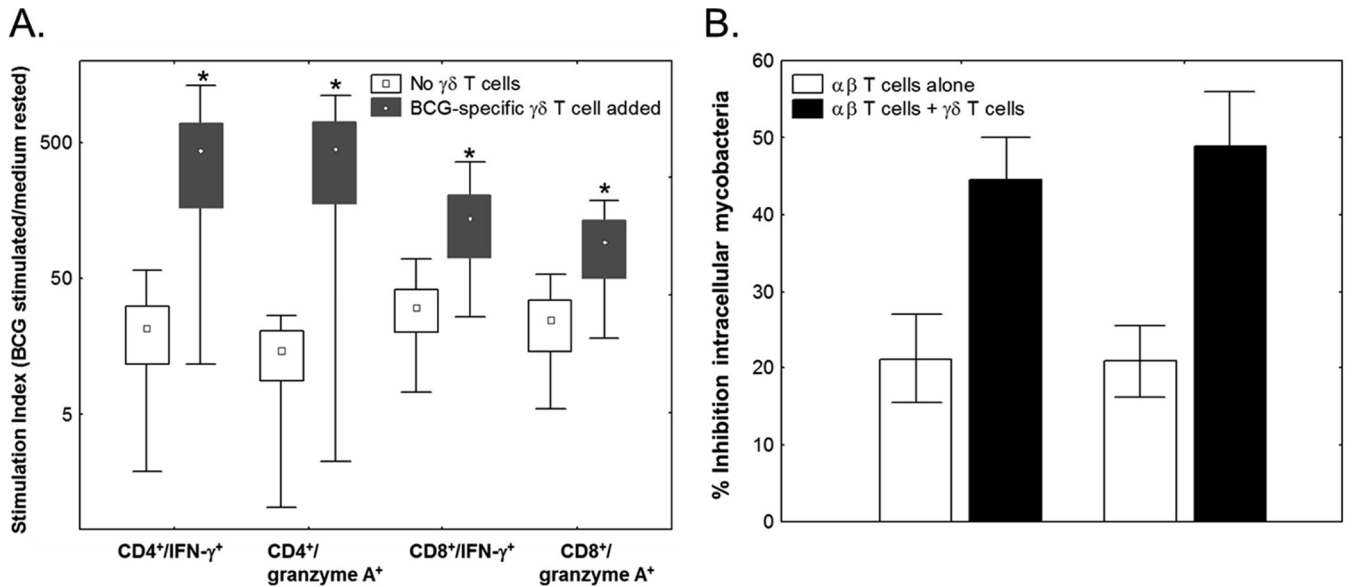 A.
Stimulation Index (BCG stimulated/medium rested)
500
50
5
No γδ T cells
BCG-specific γδ T cell added
*
*
*
*
CD4⁺/IFN-γ⁺
CD4⁺/
granzyme A⁺
CD8⁺/IFN-γ⁺
CD8⁺/
granzyme A⁺
B.
% Inhibition intracellular mycobacteria
60
50
40
30
20
10
0
αβ T cells alone
αβ T cells + γδ T cells